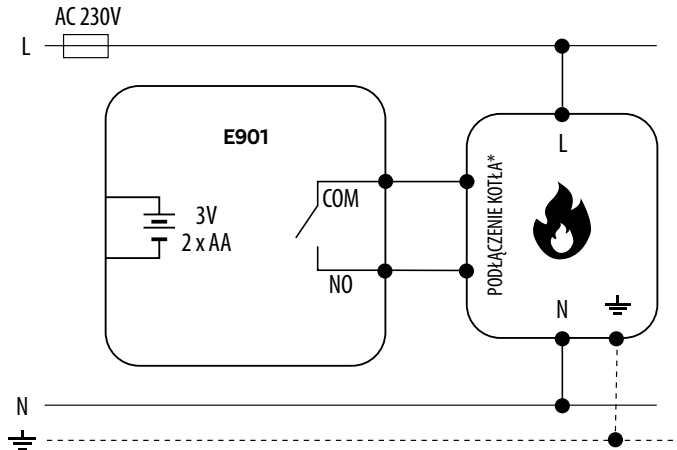 AC 230V
L
E901
COM
3V
2 x AA
NO
PODŁĄCZENIE KOTŁA*
L
N
N